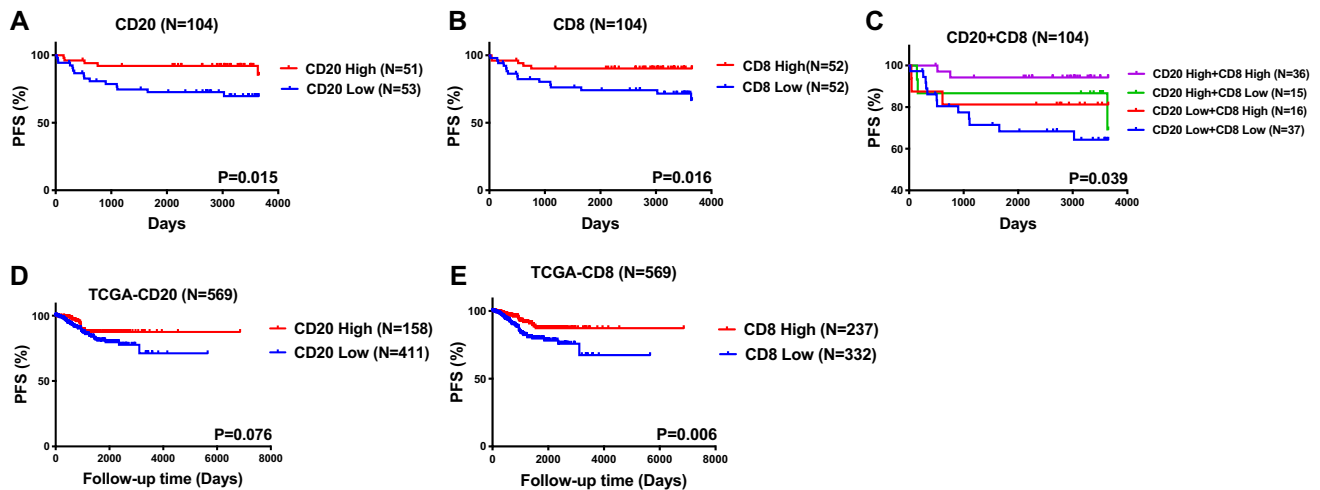 A
CD20 (N=104)
PFS (%)
100
50
0
0 1000 2000 3000 4000
Days
P=0.015
CD20 High (N=51)
CD20 Low (N=53)
B
CD8 (N=104)
PFS (%)
100
50
0
0 1000 2000 3000 4000
Days
P=0.016
CD8 High(N=52)
CD8 Low (N=52)
C
CD20+CD8 (N=104)
PFS (%)
100
80
60
40
0 1000 2000 3000 4000
Days
P=0.039
CD20 High+CD8 High (N=36)
CD20 High+CD8 Low (N=15)
CD20 Low+CD8 High (N=16)
CD20 Low+CD8 Low (N=37)
D
TCGA-CD20 (N=569)
PFS (%)
100
50
0
0 2000 4000 6000 8000
Follow-up time (Days)
P=0.076
CD20 High (N=158)
CD20 Low (N=411)
E
TCGA-CD8 (N=569)
PFS (%)
100
50
0
0 2000 4000 6000 8000
Follow-up time (Days)
P=0.006
CD8 High (N=237)
CD8 Low (N=332)